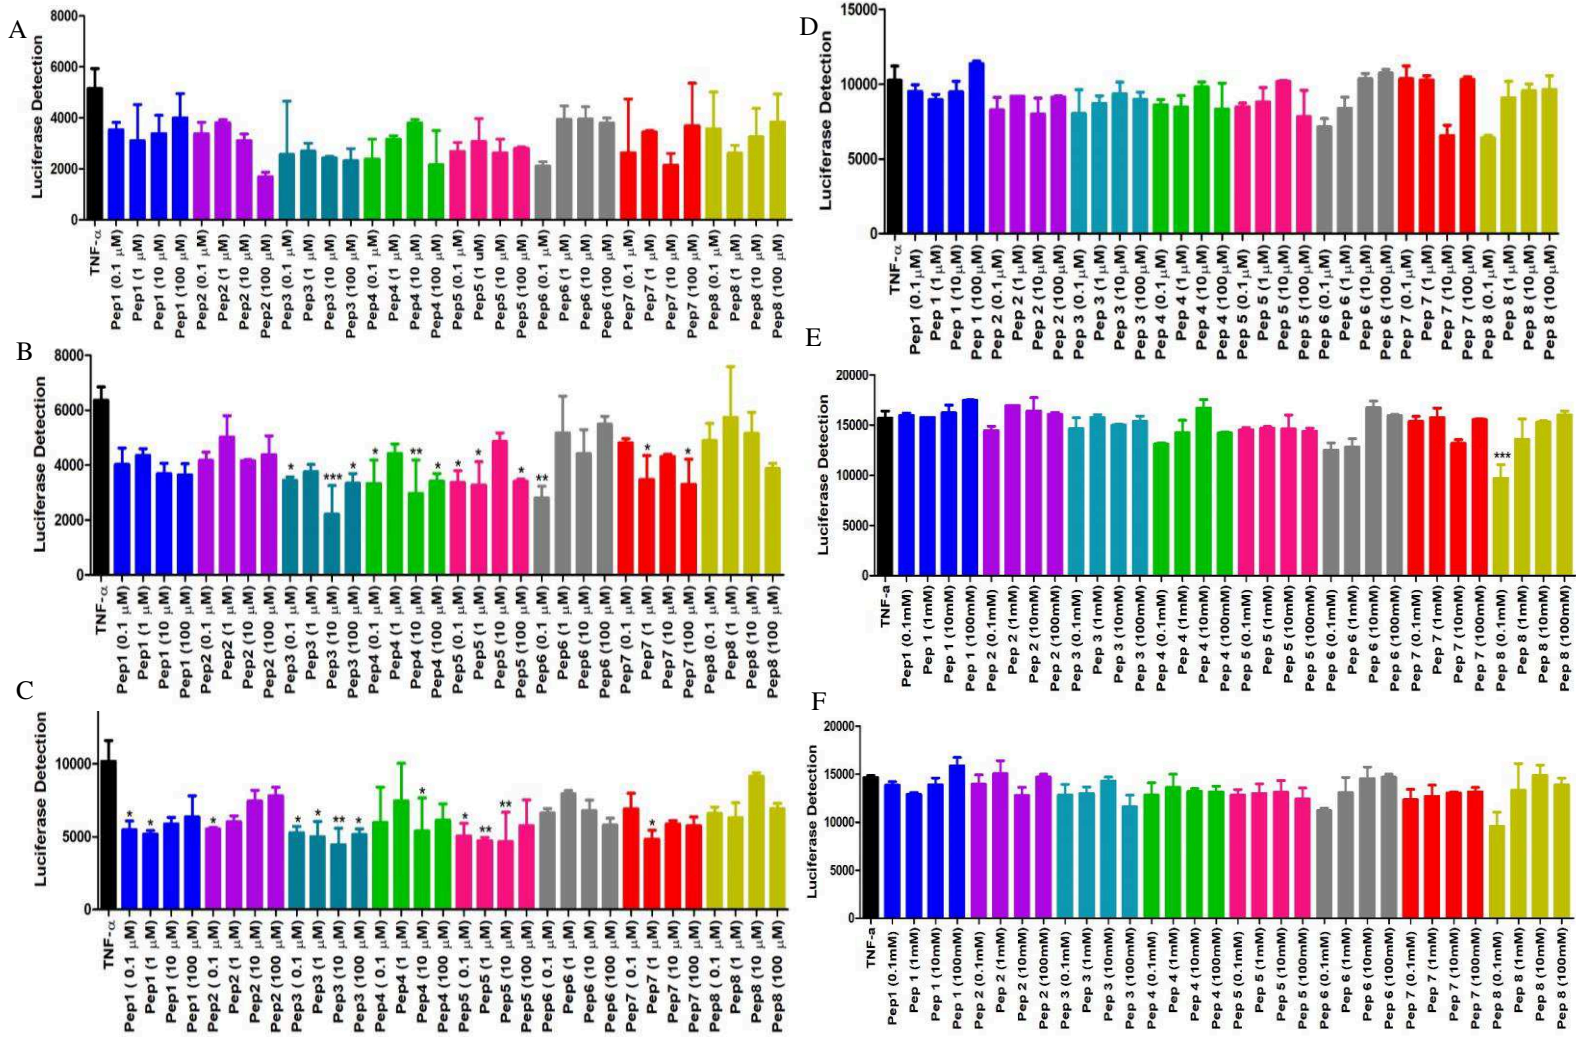 A
8000
6000
4000
2000
0
Luciferase Detection
TNF-α
Pep1 (0.1 μM)
Pep1 (1 μM)
Pep1 (10 μM)
Pep1 (100 μM)
Pep2 (0.1 μM)
Pep2 (1 μM)
Pep2 (10 μM)
Pep2 (100 μM)
Pep3 (0.1 μM)
Pep3 (1 μM)
Pep3 (10 μM)
Pep3 (100 μM)
Pep4 (0.1 μM)
Pep4 (1 μM)
Pep4 (10 μM)
Pep4 (100 μM)
Pep5 (0.1 μM)
Pep5 (1 uM)
Pep5 (10 μM)
Pep5 (100 μM)
Pep6 (0.1 μM)
Pep6 (1 μM)
Pep6 (10 μM)
Pep6 (100 μM)
Pep7 (0.1 μM)
Pep7 (1 μM)
Pep7 (10 μM)
Pep7 (100 μM)
Pep8 (0.1 μM)
Pep8 (1 μM)
Pep8 (10 μM)
Pep8 (100 μM)
B
8000
6000
4000
2000
0
Luciferase Detection
* *** * * ** * * * * ** * *
TNF-α
Pep1 (0.1 μM)
Pep1 (1 μM)
Pep1 (10 μM)
Pep1 (100 μM)
Pep2 (0.1 μM)
Pep2 (1 μM)
Pep2 (10 μM)
Pep2 (100 μM)
Pep3 (0.1 μM)
Pep3 (1 μM)
Pep3 (10 μM)
Pep3 (100 μM)
Pep4 (0.1 μM)
Pep4 (1 μM)
Pep4 (10 μM)
Pep4 (100 μM)
Pep5 (0.1 μM)
Pep5 (1 μM)
Pep5 (10 μM)
Pep5 (100 μM)
Pep6 (0.1 μM)
Pep6 (1 μM)
Pep6 (10 μM)
Pep6 (100 μM)
Pep7 (0.1 μM)
Pep7 (1 μM)
Pep7 (10 μM)
Pep7 (100 μM)
Pep8 (0.1 μM)
Pep8 (1 μM)
Pep8 (10 μM)
Pep8 (100 μM)
C
10000
5000
0
Luciferase Detection
* * * * * ** * * * ** ** *
TNF-α
Pep1 ( 0.1 μM)
Pep1 (1 μM)
Pep1 (10 μM)
Pep1 (100 μM)
Pep2 ( 0.1 μM)
Pep2 (1 μM)
Pep2 (10 μM)
Pep2 (100 μM)
Pep3 ( 0.1 μM)
Pep3 (1 μM)
Pep3 (10 μM)
Pep3 (100 μM)
Pep4 ( 0.1 μM)
Pep4 (1 μM)
Pep4 (10 μM)
Pep4 (100 μM)
Pep5 ( 0.1 μM)
Pep5 (1 μM)
Pep5 (10 μM)
Pep5 (100 μM)
Pep6 ( 0.1 μM)
Pep6 (1 μM)
Pep6 (10 μM)
Pep6 (100 μM)
Pep7 ( 0.1 μM)
Pep7 (1 μM)
Pep7 (10 μM)
Pep7 (100 μM)
Pep8 ( 0.1 μM)
Pep8 (1 μM)
Pep8 (10 μM)
Pep8 (100 μM)
D
15000
10000
5000
0
Luciferase Detection
TNF-α
Pep1 (0.1 μM)
Pep 1 (1 μM)
Pep 1 (10 μM)
Pep 1 (100 μM)
Pep 2 (0.1 μM)
Pep 2 (1 μM)
Pep 2 (10 μM)
Pep 2 (100 μM)
Pep 3 (0.1 μM)
Pep 3 (1 μM)
Pep 3 (10 μM)
Pep 3 (100 μM)
Pep 4 (0.1 μM)
Pep 4 (1 μM)
Pep 4 (10 μM)
Pep 4 (100 μM)
Pep 5 (0.1 μM)
Pep 5 (1 μM)
Pep 5 (10 μM)
Pep 5 (100 μM)
Pep 6 (0.1 μM)
Pep 6 (1 μM)
Pep 6 (10 μM)
Pep 6 (100 μM)
Pep 7 (0.1 μM)
Pep 7 (1 μM)
Pep 7 (10 μM)
Pep 7 (100 μM)
Pep 8 (0.1 μM)
Pep 8 (1 μM)
Pep 8 (10 μM)
Pep 8 (100 μM)
E
20000
15000
10000
5000
0
Luciferase Detection
***
TNF-a
Pep1 (0.1mM)
Pep 1 (1mM)
Pep 1 (10mM)
Pep 1 (100mM)
Pep 2 (0.1mM)
Pep 2 (1mM)
Pep 2 (10mM)
Pep 2 (100mM)
Pep 3 (0.1mM)
Pep 3 (1mM)
Pep 3 (10mM)
Pep 3 (100mM)
Pep 4 (0.1mM)
Pep 4 (1mM)
Pep 4 (10mM)
Pep 4 (100mM)
Pep 5 (0.1mM)
Pep 5 (1mM)
Pep 5 (10mM)
Pep 5 (100mM)
Pep 6 (0.1mM)
Pep 6 (1mM)
Pep 6 (10mM)
Pep 6 (100mM)
Pep 7 (0.1mM)
Pep 7 (1mM)
Pep 7 (10mM)
Pep 7 (100mM)
Pep 8 (0.1mM)
Pep 8 (1mM)
Pep 8 (10mM)
Pep 8 (100mM)
F
20000
15000
10000
5000
0
Luciferase Detection
TNF-a
Pep1 (0.1mM)
Pep 1 (1mM)
Pep 1 (10mM)
Pep 1 (100mM)
Pep 2 (0.1mM)
Pep 2 (1mM)
Pep 2 (10mM)
Pep 2 (100mM)
Pep 3 (0.1mM)
Pep 3 (1mM)
Pep 3 (10mM)
Pep 3 (100mM)
Pep 4 (0.1mM)
Pep 4 (1mM)
Pep 4 (10mM)
Pep 4 (100mM)
Pep 5 (0.1mM)
Pep 5 (1mM)
Pep 5 (10mM)
Pep 5 (100mM)
Pep 6 (0.1mM)
Pep 6 (1mM)
Pep 6 (10mM)
Pep 6 (100mM)
Pep 7 (0.1mM)
Pep 7 (1mM)
Pep 7 (10mM)
Pep 7 (100mM)
Pep 8 (0.1mM)
Pep 8 (1mM)
Pep 8 (10mM)
Pep 8 (100mM)